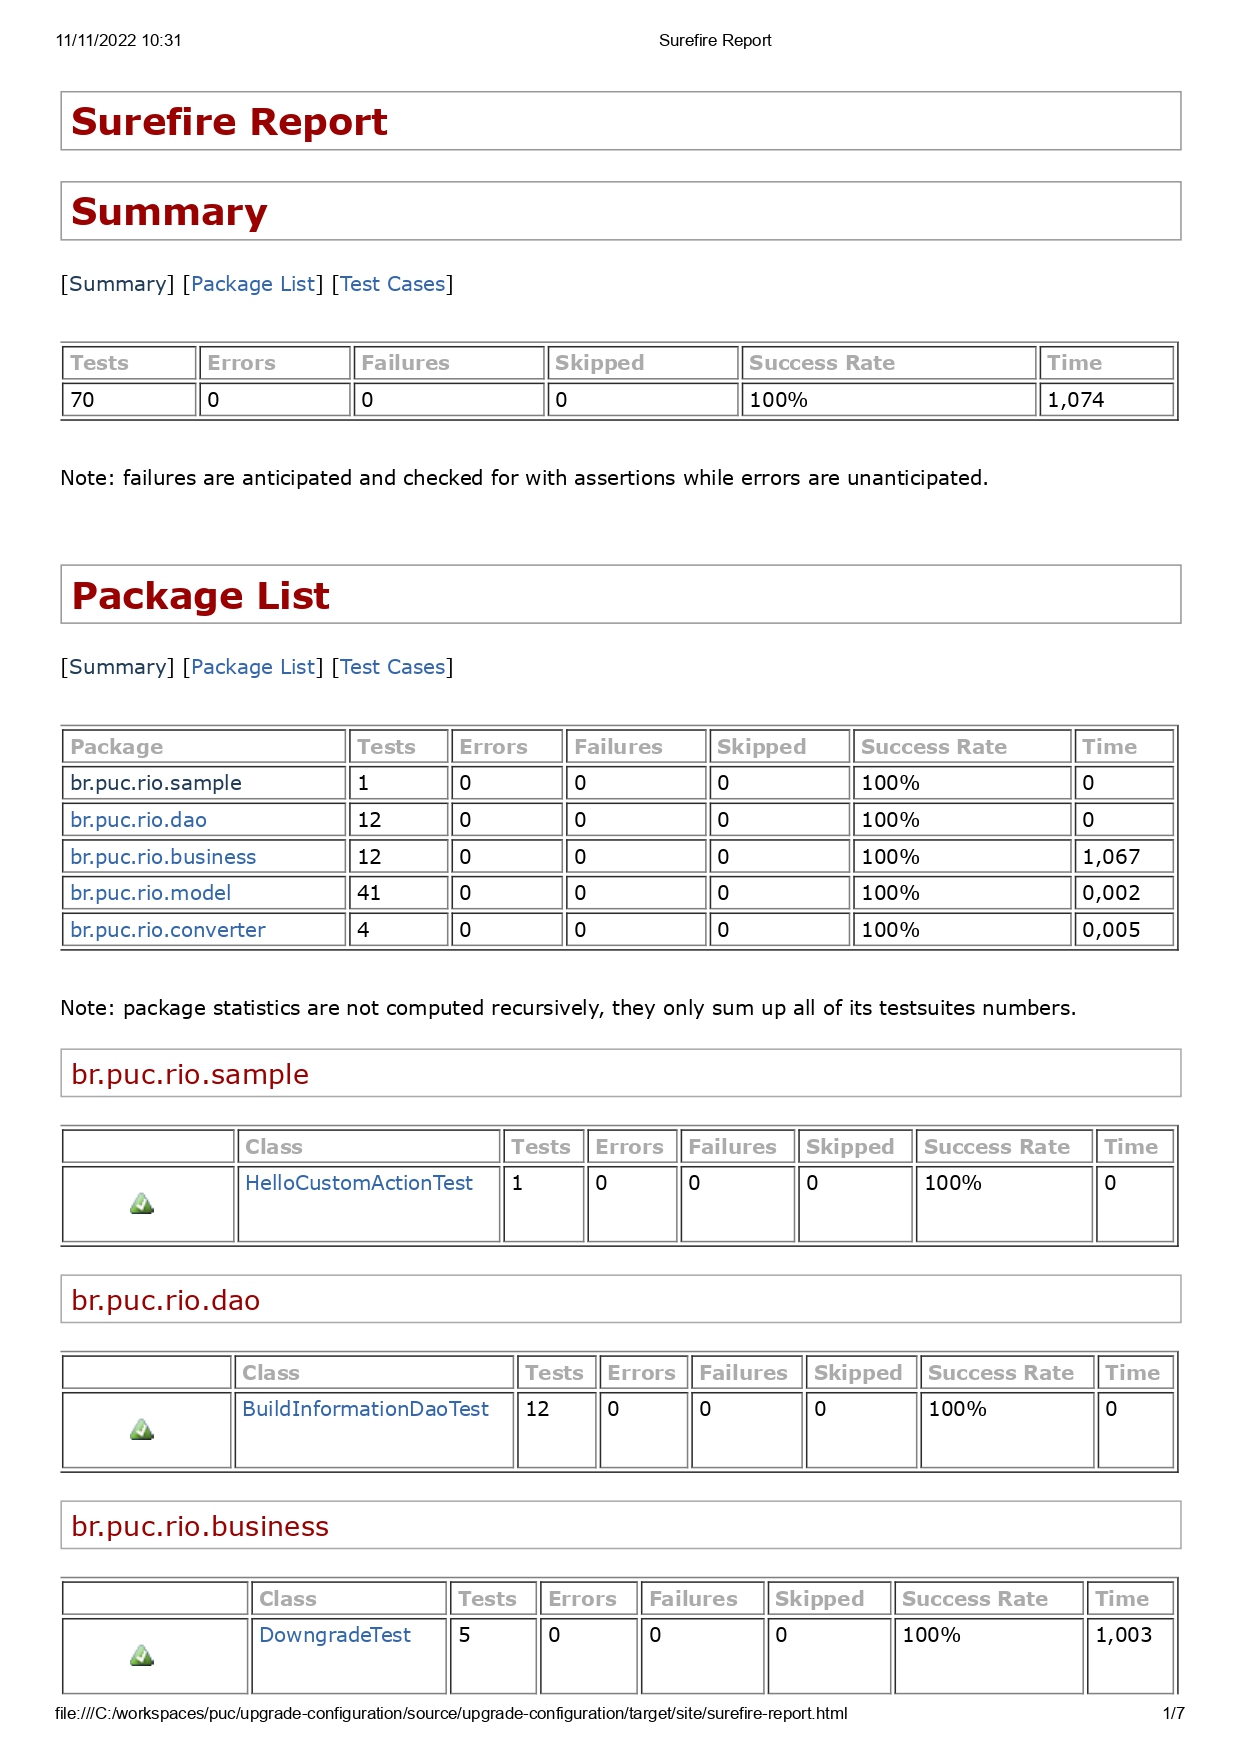 11/11/2022 10:31 Surefire Report
Surefire Report
Summary
[Summary] [Package List] [Test Cases]
Tests Errors Failures Skipped Success Rate Time
70 0 0 0 100% 1,074
Note: failures are anticipated and checked for with assertions while errors are unanticipated.
Package List
[Summary] [Package List] [Test Cases]
Package Tests Errors Failures Skipped Success Rate Time
br.puc.rio.sample 1 0 0 0 100% 0
br.puc.rio.dao 12 0 0 0 100% 0
br.puc.rio.business 12 0 0 0 100% 1,067
br.puc.rio.model 41 0 0 0 100% 0,002
br.puc.rio.converter 4 0 0 0 100% 0,005
Note: package statistics are not computed recursively, they only sum up all of its testsuites numbers.
br.puc.rio.sample
Class Tests Errors Failures Skipped Success Rate Time
HelloCustomActionTest 1 0 0 0 100% 0
br.puc.rio.dao
Class Tests Errors Failures Skipped Success Rate Time
BuildInformationDaoTest 12 0 0 0 100% 0
br.puc.rio.business
Class Tests Errors Failures Skipped Success Rate Time
DowngradeTest 5 0 0 0 100% 1,003
file:///C:/workspaces/puc/upgrade-configuration/source/upgrade-configuration/target/site/surefire-report.html 1/7